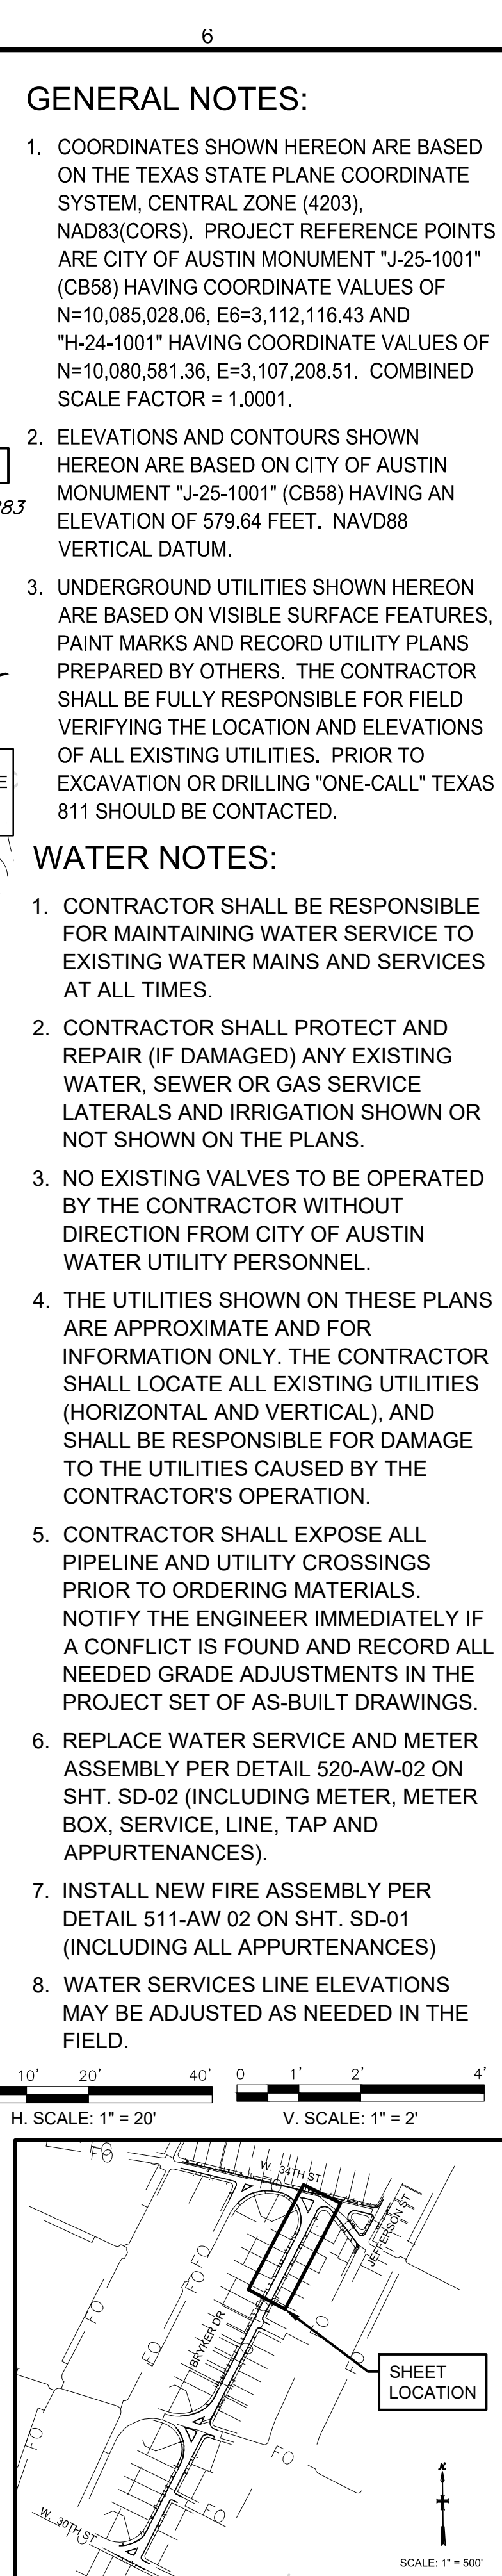 6
GENERAL NOTES:
1. COORDINATES SHOWN HEREON ARE BASED
ON THE TEXAS STATE PLANE COORDINATE
SYSTEM, CENTRAL ZONE (4203),
NAD83(CORS). PROJECT REFERENCE POINTS
ARE CITY OF AUSTIN MONUMENT "J-25-1001"
(CB58) HAVING COORDINATE VALUES OF
N=10,085,028.06, E6=3,112,116.43 AND
"H-24-1001" HAVING COORDINATE VALUES OF
N=10,080,581.36, E=3,107,208.51. COMBINED
SCALE FACTOR = 1.0001.
2. ELEVATIONS AND CONTOURS SHOWN
HEREON ARE BASED ON CITY OF AUSTIN
MONUMENT "J-25-1001" (CB58) HAVING AN
ELEVATION OF 579.64 FEET. NAVD88
VERTICAL DATUM.
83
3. UNDERGROUND UTILITIES SHOWN HEREON
ARE BASED ON VISIBLE SURFACE FEATURES,
PAINT MARKS AND RECORD UTILITY PLANS
PREPARED BY OTHERS. THE CONTRACTOR
SHALL BE FULLY RESPONSIBLE FOR FIELD
VERIFYING THE LOCATION AND ELEVATIONS
OF ALL EXISTING UTILITIES. PRIOR TO
EXCAVATION OR DRILLING "ONE-CALL" TEXAS
811 SHOULD BE CONTACTED.
E
WATER NOTES:
1. CONTRACTOR SHALL BE RESPONSIBLE
FOR MAINTAINING WATER SERVICE TO
EXISTING WATER MAINS AND SERVICES
AT ALL TIMES.
2. CONTRACTOR SHALL PROTECT AND
REPAIR (IF DAMAGED) ANY EXISTING
WATER, SEWER OR GAS SERVICE
LATERALS AND IRRIGATION SHOWN OR
NOT SHOWN ON THE PLANS.
3. NO EXISTING VALVES TO BE OPERATED
BY THE CONTRACTOR WITHOUT
DIRECTION FROM CITY OF AUSTIN
WATER UTILITY PERSONNEL.
4. THE UTILITIES SHOWN ON THESE PLANS
ARE APPROXIMATE AND FOR
INFORMATION ONLY. THE CONTRACTOR
SHALL LOCATE ALL EXISTING UTILITIES
(HORIZONTAL AND VERTICAL), AND
SHALL BE RESPONSIBLE FOR DAMAGE
TO THE UTILITIES CAUSED BY THE
CONTRACTOR'S OPERATION.
5. CONTRACTOR SHALL EXPOSE ALL
PIPELINE AND UTILITY CROSSINGS
PRIOR TO ORDERING MATERIALS.
NOTIFY THE ENGINEER IMMEDIATELY IF
A CONFLICT IS FOUND AND RECORD ALL
NEEDED GRADE ADJUSTMENTS IN THE
PROJECT SET OF AS-BUILT DRAWINGS.
6. REPLACE WATER SERVICE AND METER
ASSEMBLY PER DETAIL 520-AW-02 ON
SHT. SD-02 (INCLUDING METER, METER
BOX, SERVICE, LINE, TAP AND
APPURTENANCES).
7. INSTALL NEW FIRE ASSEMBLY PER
DETAIL 511-AW 02 ON SHT. SD-01
(INCLUDING ALL APPURTENANCES)
8. WATER SERVICES LINE ELEVATIONS
MAY BE ADJUSTED AS NEEDED IN THE
FIELD.
10' 20' 40' 0 1' 2' 4'
H. SCALE: 1" = 20' V. SCALE: 1" = 2'
FO
W. 34TH ST
FO
JEFFERSON ST
FO
FO
FO
FO
FO
BRYKER DR
FO
FO
SHEET
LOCATION
FO
FO
FO
W. 30TH ST
N
SCALE: 1" = 500'